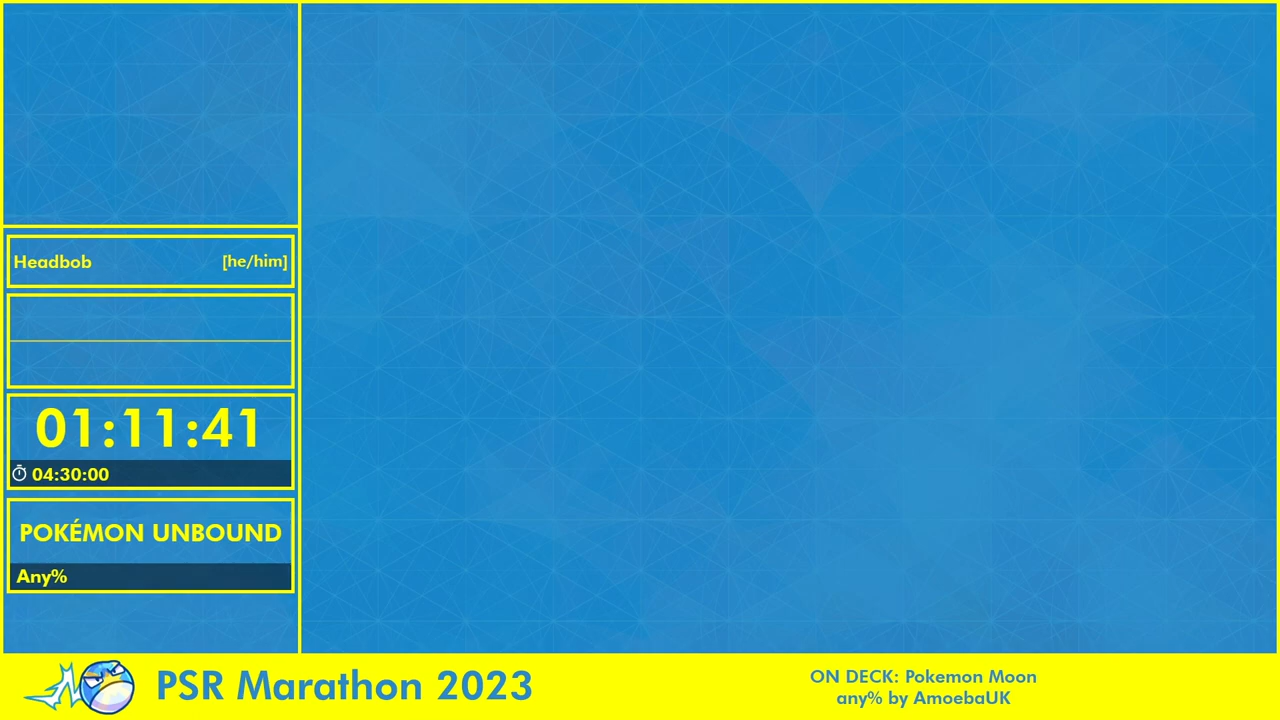 Headbob [he/him]
01:11:41
04:30:00
POKÉMON UNBOUND
Any%
PSR Marathon 2023
ON DECK: Pokemon Moon
any% by AmoebaUK